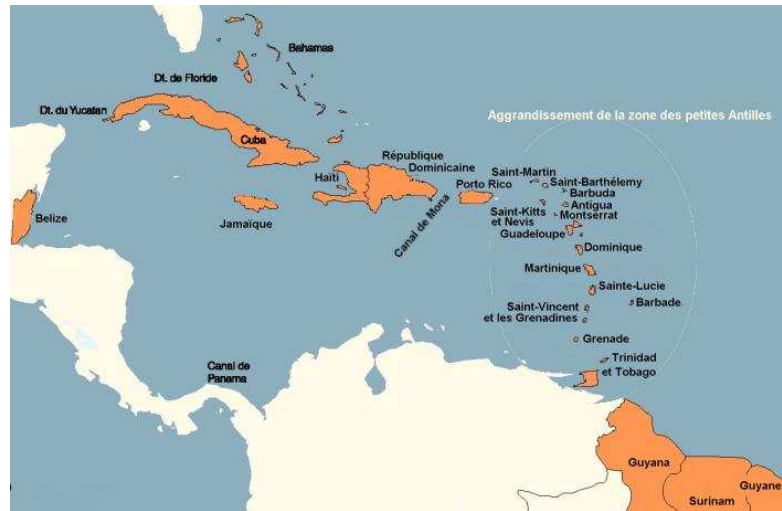 Bahamas
Dt. de Floride
Dt. du Yucatan
Aggrandissement de la zone des petites Antilles
Cuba
République
Dominicaine
Haïti
Porto Rico
Saint-Martin
Saint-Barthélemy
Barbuda
Antigua
Montserrat
Saint-Kitts
et Nevis
Guadeloupe
Belize
Jamaïque
Canal de Mona
Dominique
Martinique
Sainte-Lucie
Barbade
Saint-Vincent
et les Grenadines
Grenade
Trinidad
et Tobago
Canal de
Panama
Guyana
Surinam
Guyane